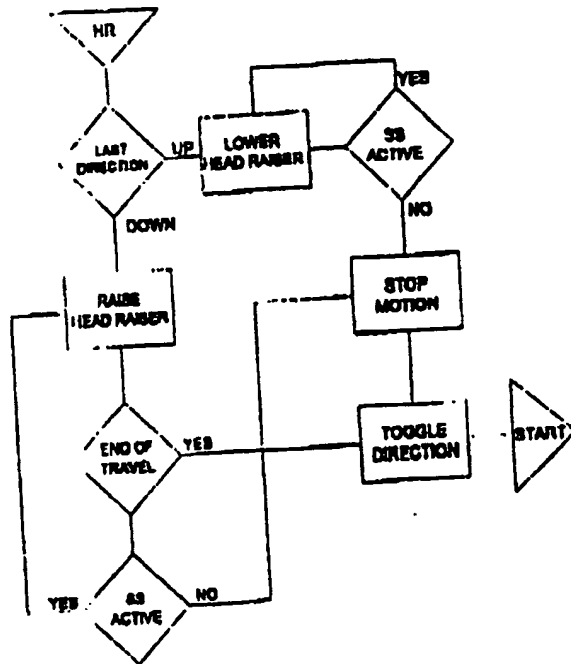 HR
LAST
DIRECTION
UP
LOWER
HEAD RAISER
YES
SS
ACTIVE
NO
DOWN
RAISE
HEAD RAISER
STOP
MOTION
END OF
TRAVEL
YES
TOGGLE
DIRECTION
START
YES
SS
ACTIVE
NO